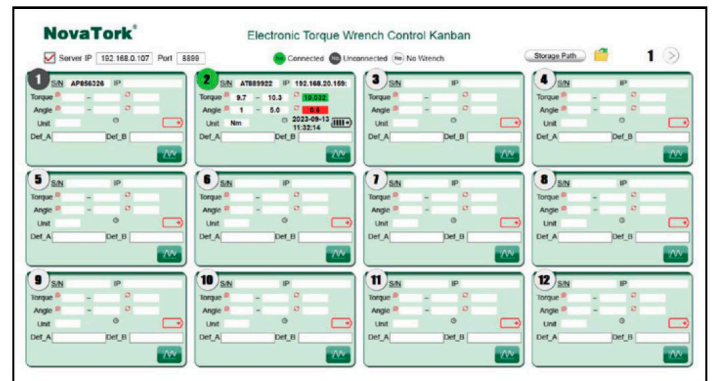 NovaTork®
Electronic Torque Wrench Control Kanban
Server IP 192.168.0.107 Port 8899
No Connected No Unconnected No No Wrench
Storage Path 1
1 S/N AP856326 IP
Torque –
Angle –
Unit
Def_A Def_B
2 S/N AT689922 IP 192.168.20.159:
Torque 9.7 – 10.3 10.032
Angle 1 – 5.0
Unit Nm 2023-09-13
11:32:14
Def_A Def_B
3 S/N IP
Torque –
Angle –
Unit
Def_A Def_B
4 S/N IP
Torque –
Angle –
Unit
Def_A Def_B
5 S/N IP
Torque –
Angle –
Unit
Def_A Def_B
6 S/N IP
Torque –
Angle –
Unit
Def_A Def_B
7 S/N IP
Torque –
Angle –
Unit
Def_A Def_B
8 S/N IP
Torque –
Angle –
Unit
Def_A Def_B
9 S/N IP
Torque –
Angle –
Unit
Def_A Def_B
10 S/N IP
Torque –
Angle –
Unit
Def_A Def_B
11 S/N IP
Torque –
Angle –
Unit
Def_A Def_B
12 S/N IP
Torque –
Angle –
Unit
Def_A Def_B